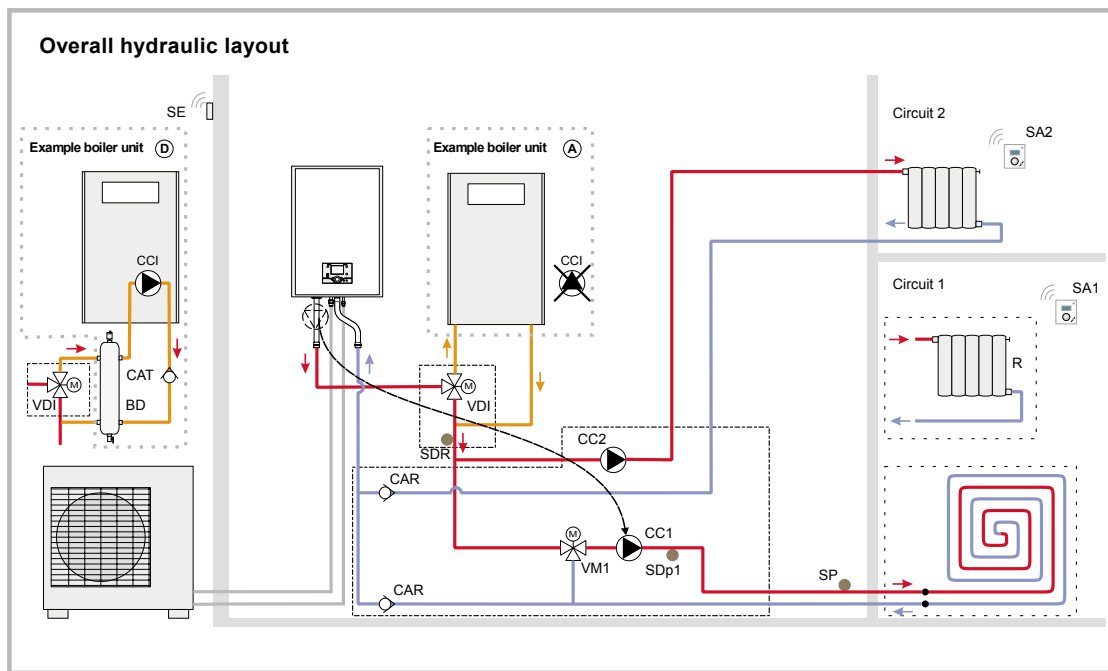 Overall hydraulic layout
SE
Example boiler unit D
CCI
CAT
VDI
M
BD
Example boiler unit A
CCI
VDI
M
SDR
CC2
CAR
CC1
M
VM1
SDp1
CAR
SP
Circuit 2
SA2
Circuit 1
SA1
R